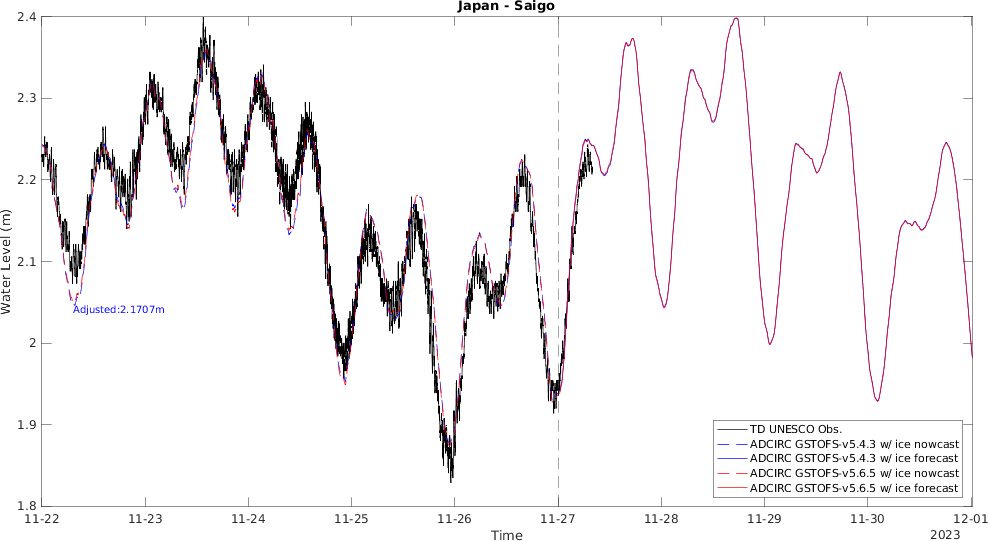 Japan - Saigo
2.4
2.3
2.2
2.1
2
1.9
1.8
Water Level (m)
Adjusted:2.1707m
TD UNESCO Obs.
ADCIRC GSTOFS-v5.4.3 w/ ice nowcast
ADCIRC GSTOFS-v5.4.3 w/ ice forecast
ADCIRC GSTOFS-v5.6.5 w/ ice nowcast
ADCIRC GSTOFS-v5.6.5 w/ ice forecast
11-22 11-23 11-24 11-25 11-26 11-27 11-28 11-29 11-30 12-01
Time
2023